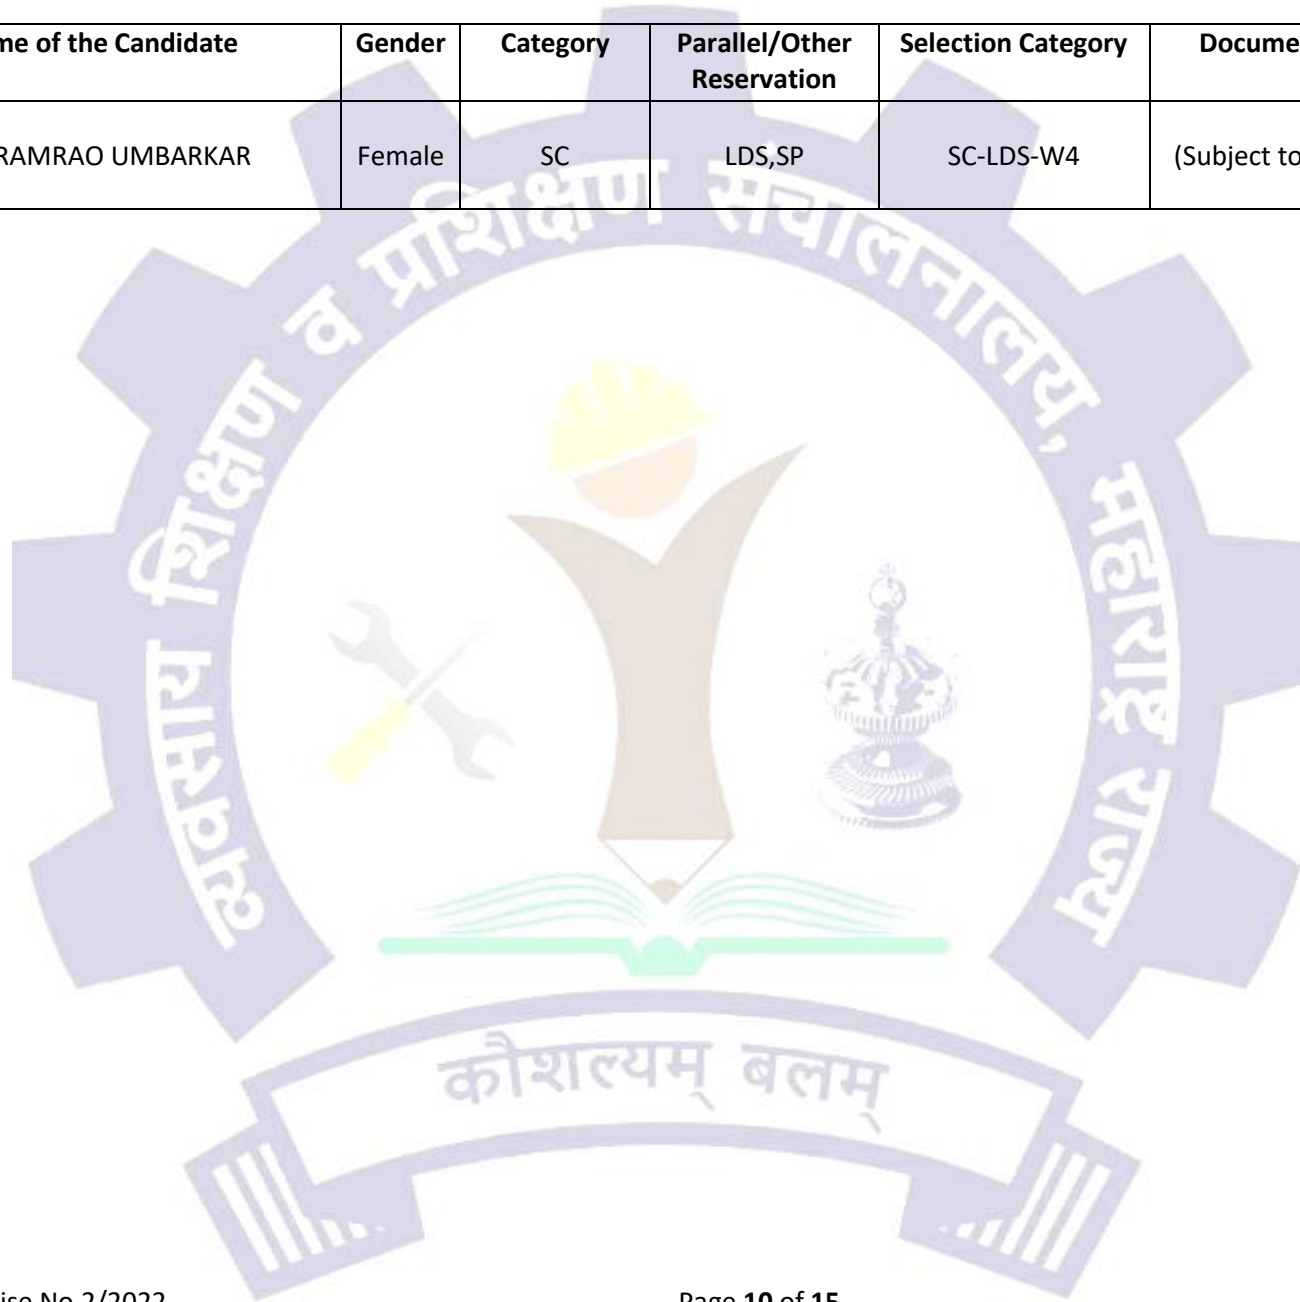 me of the Candidate Gender Category Parallel/Other Reservation Selection Category Docume
RAMRAO UMBARKAR Female SC LDS,SP SC-LDS-W4 (Subject to
व्यवसाय शिक्षण व प्रशिक्षण संचालनालय, महाराष्ट्र राज्य
कौशल्यम् बलम्
ise No 2/2022 Page 10 of 15